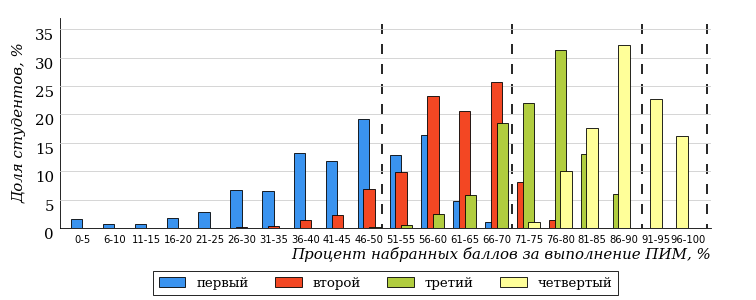 Доля студентов, %
35
30
25
20
15
10
5
0
0-5 6-10 11-15 16-20 21-25 26-30 31-35 36-40 41-45 46-50 51-55 56-60 61-65 66-70 71-75 76-80 81-85 86-90 91-95 96-100
Процент набранных баллов за выполнение ПИМ, %
первый второй третий четвертый